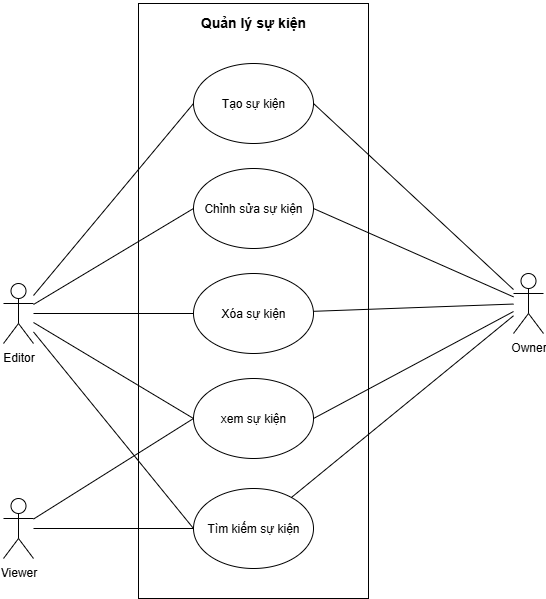 Quản lý sự kiện
Tạo sự kiện
Chỉnh sửa sự kiện
Xóa sự kiện
Editor
Owner
xem sự kiện
Tìm kiếm sự kiện
Viewer